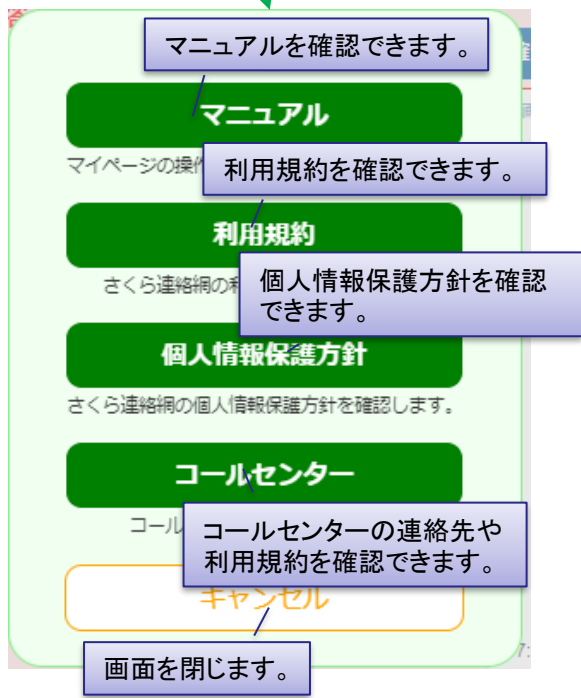 マニュアルを確認できます。
マニュアル
マイページの操作
利用規約を確認できます。
利用規約
さくら連絡網の利
個人情報保護方針を確認
できます。
個人情報保護方針
さくら連絡網の個人情報保護方針を確認します。
コールセンター
コール
コールセンターの連絡先や
利用規約を確認できます。
キャンセル
画面を閉じます。